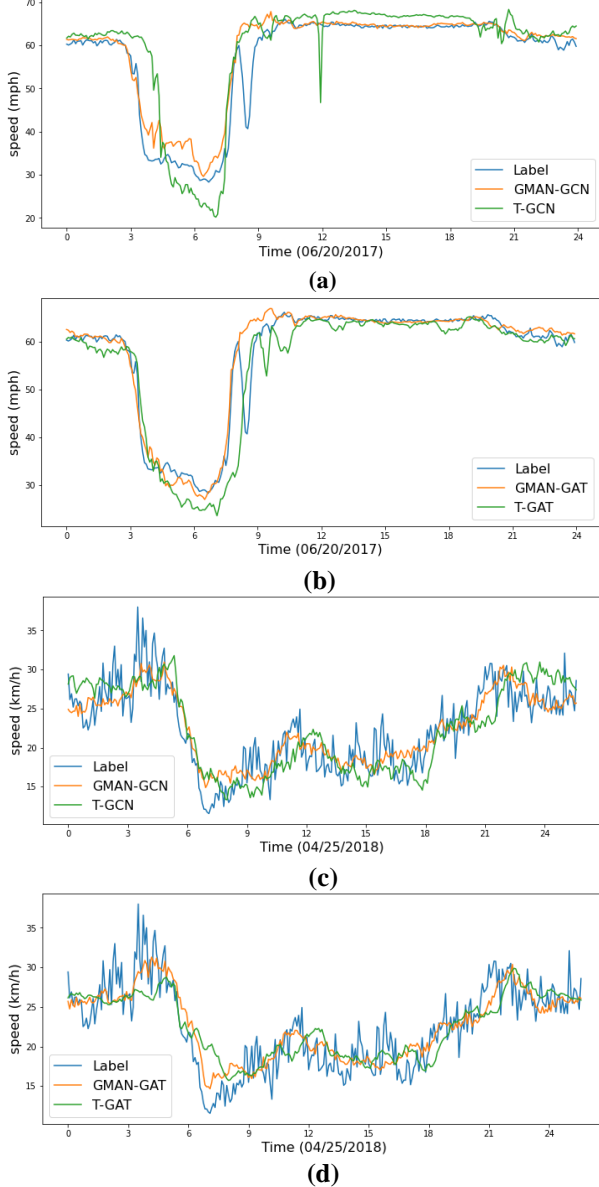 speed (mph)
60
50
40
30
20
Label
GMAN-GCN
T-GCN
0 3 6 9 12 15 18 21 24
Time (06/20/2017)
(a)
speed (mph)
60
50
40
30
Label
GMAN-GAT
T-GAT
0 3 6 9 12 15 18 21 24
Time (06/20/2017)
(b)
speed (km/h)
35
30
25
20
15
Label
GMAN-GCN
T-GCN
0 3 6 9 12 15 18 21 24
Time (04/25/2018)
(c)
speed (km/h)
35
30
25
20
15
Label
GMAN-GAT
T-GAT
0 3 6 9 12 15 18 21 24
Time (04/25/2018)
(d)